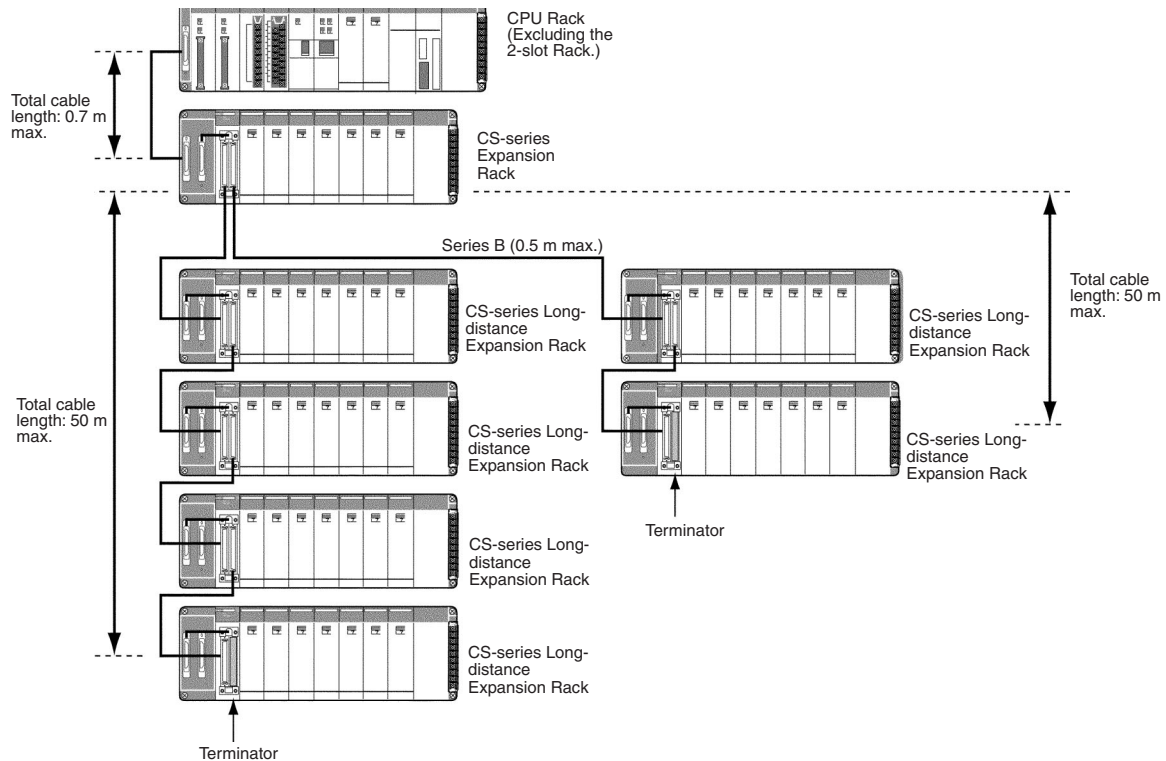 CPU Rack
(Excluding the
2-slot Rack.)
Total cable
length: 0.7 m
max.
CS-series
Expansion
Rack
Series B (0.5 m max.)
CS-series Long-
distance
Expansion Rack
CS-series Long-
distance
Expansion Rack
Total cable
length: 50 m
max.
Total cable
length: 50 m
max.
CS-series Long-
distance
Expansion Rack
CS-series Long-
distance
Expansion Rack
Terminator
CS-series Long-
distance
Expansion Rack
CS-series Long-
distance
Expansion Rack
Terminator